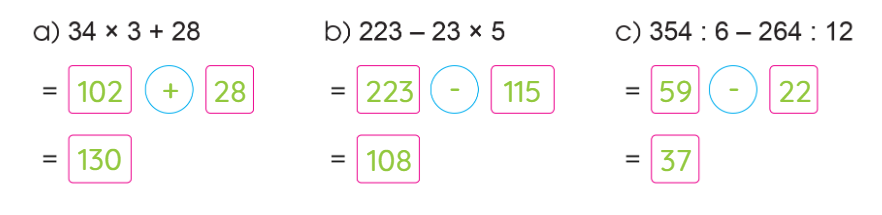 a) 34 × 3 + 28
= 102 + 28
= 130
b) 223 – 23 × 5
= 223 - 115
= 108
c) 354 : 6 – 264 : 12
= 59 - 22
= 37